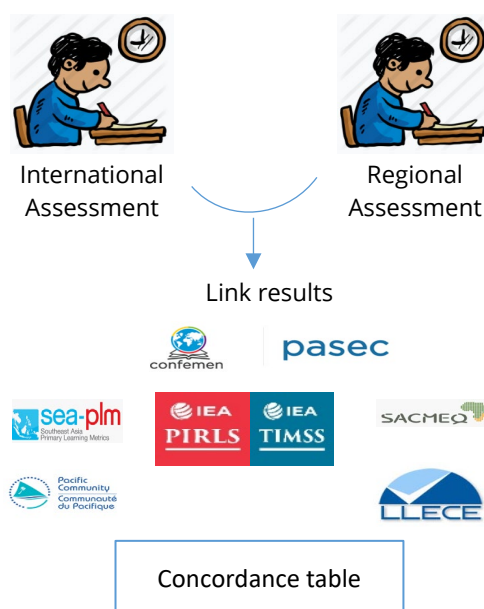 International
Assessment
Regional
Assessment
Link results
confemen
pasec
sea-plm
Southeast Asia
Primary Learning Metrics
IEA
PIRLS
IEA
TIMSS
SACMEQ
Pacific
Community
Communauté
du Pacifique
LLECE
Concordance table